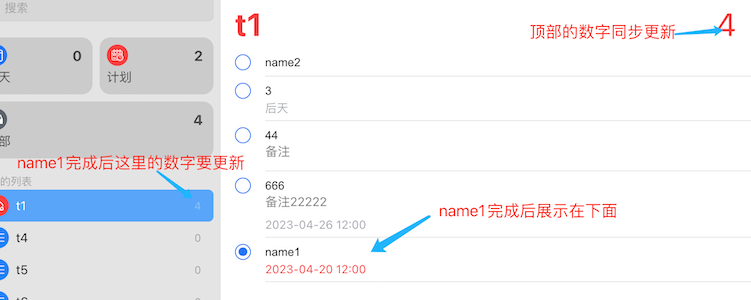 搜索
0
天
2
计划
4
部
name1完成后这里的数字要更新
的列表
t1 4
t4 0
t5 0
t1
顶部的数字同步更新
4
name2
3
后天
44
备注
666
备注22222
2023-04-26 12:00
name1完成后展示在下面
name1
2023-04-20 12:00